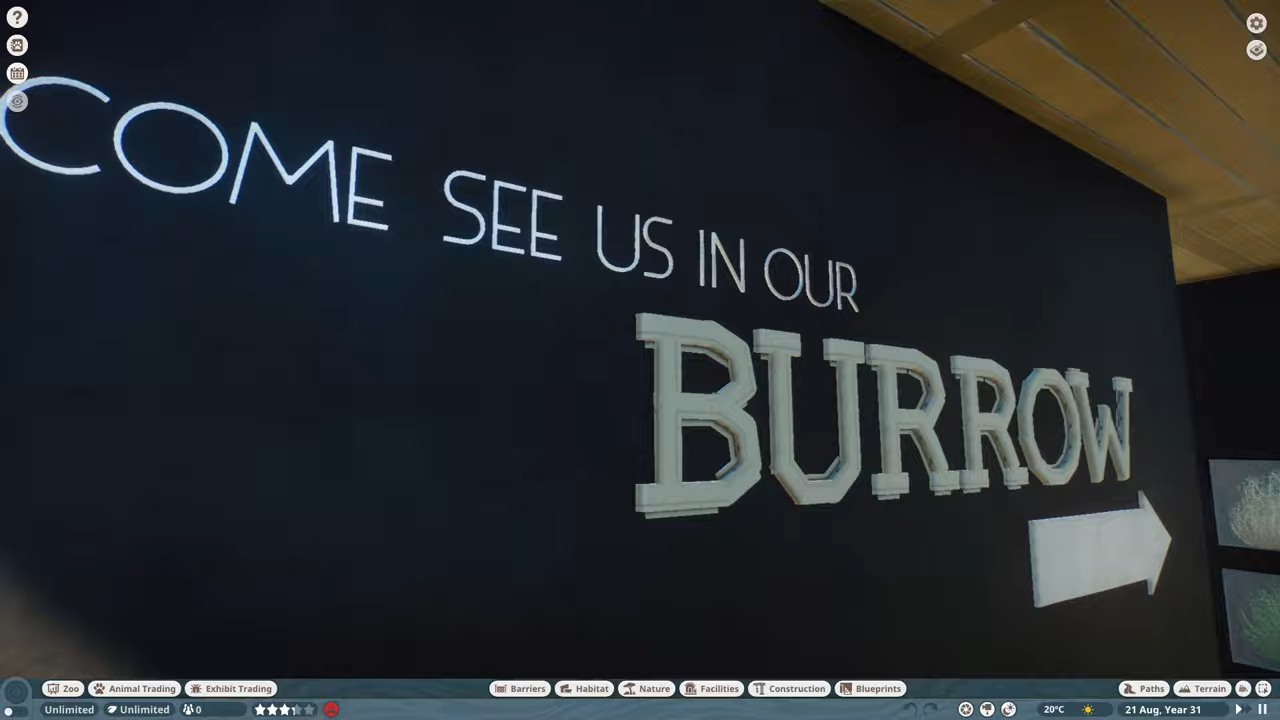 COME SEE US IN OUR
BURROW
Zoo
Animal Trading
Exhibit Trading
Barriers
Habitat
Nature
Facilities
Construction
Blueprints
Paths
Terrain
Unlimited
Unlimited
0
20°C
21 Aug, Year 31